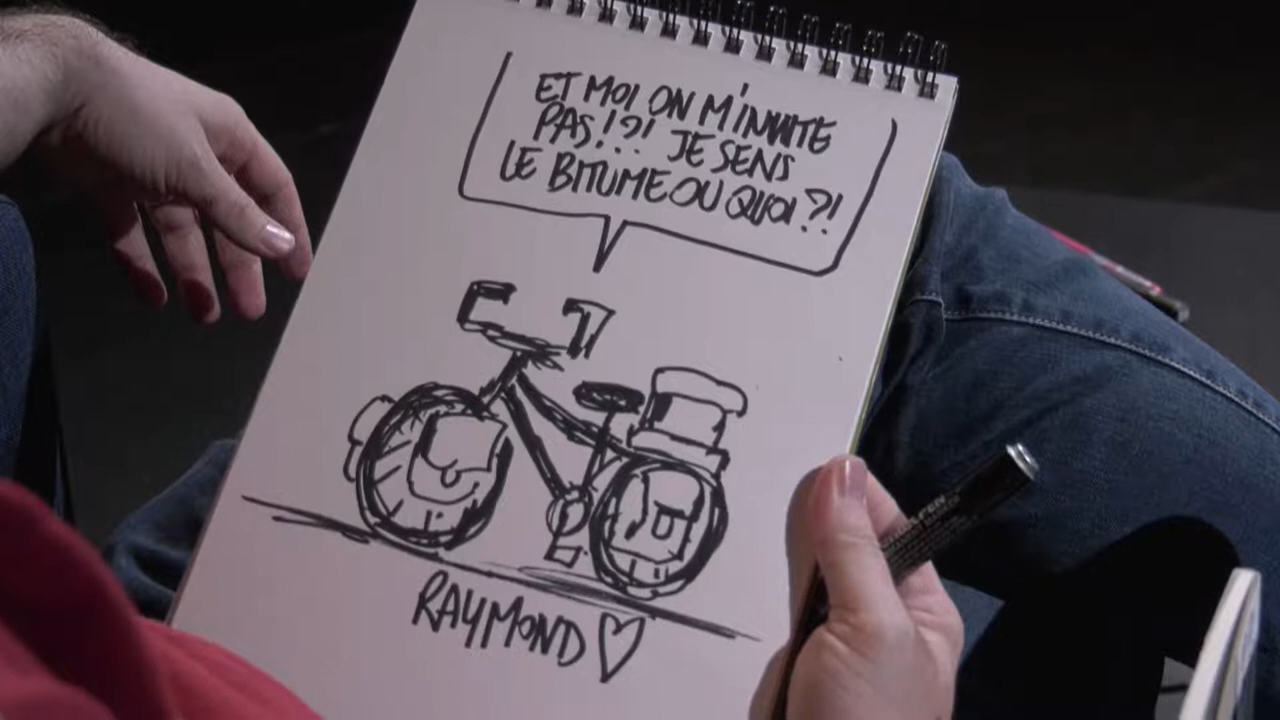 ET MOI ON M'INVITE
PAS!?! JE SENS
LE BITUME OU QUOI ?!
RAYMOND